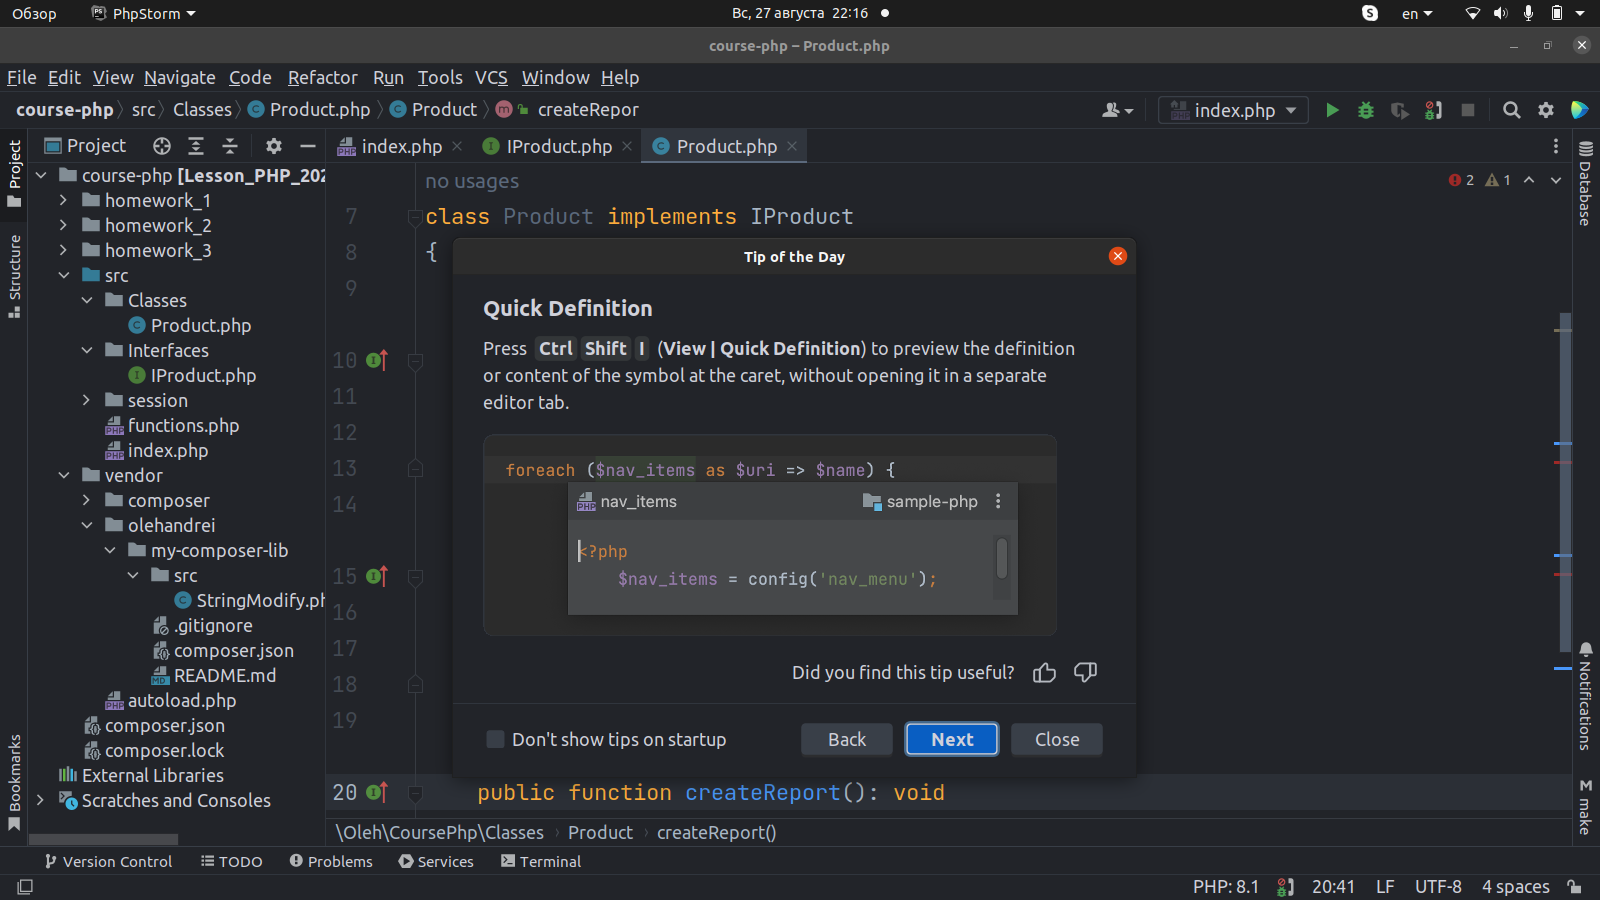 Обзор PhpStorm Вс, 27 августа 22:16 en
course-php – Product.php
File Edit View Navigate Code Refactor Run Tools VCS Window Help
course-php src Classes Product.php Product createRepor index.php
Project
index.php
IProduct.php
Product.php
Project
Structure
Bookmarks
course-php [Lesson_PHP_202
homework_1
homework_2
homework_3
src
Classes
Product.php
Interfaces
IProduct.php
session
functions.php
index.php
vendor
composer
olehandrei
my-composer-lib
src
StringModify.ph
.gitignore
composer.json
README.md
autoload.php
composer.json
composer.lock
External Libraries
Scratches and Consoles
no usages
2 1
7 class Product implements IProduct
8 {
9
10
11
12
13
14
15
16
17
18
19
20 public function createReport(): void
Tip of the Day
Quick Definition
Press Ctrl Shift I (View | Quick Definition) to preview the definition
or content of the symbol at the caret, without opening it in a separate
editor tab.
foreach ($nav_items as $uri => $name) {
nav_items sample-php
<?php
$nav_items = config('nav_menu');
Did you find this tip useful?
Don't show tips on startup Back Next Close
Database
Notifications
make
\Oleh\CoursePhp\Classes Product createReport()
Version Control TODO Problems Services Terminal
PHP: 8.1 20:41 LF UTF-8 4 spaces